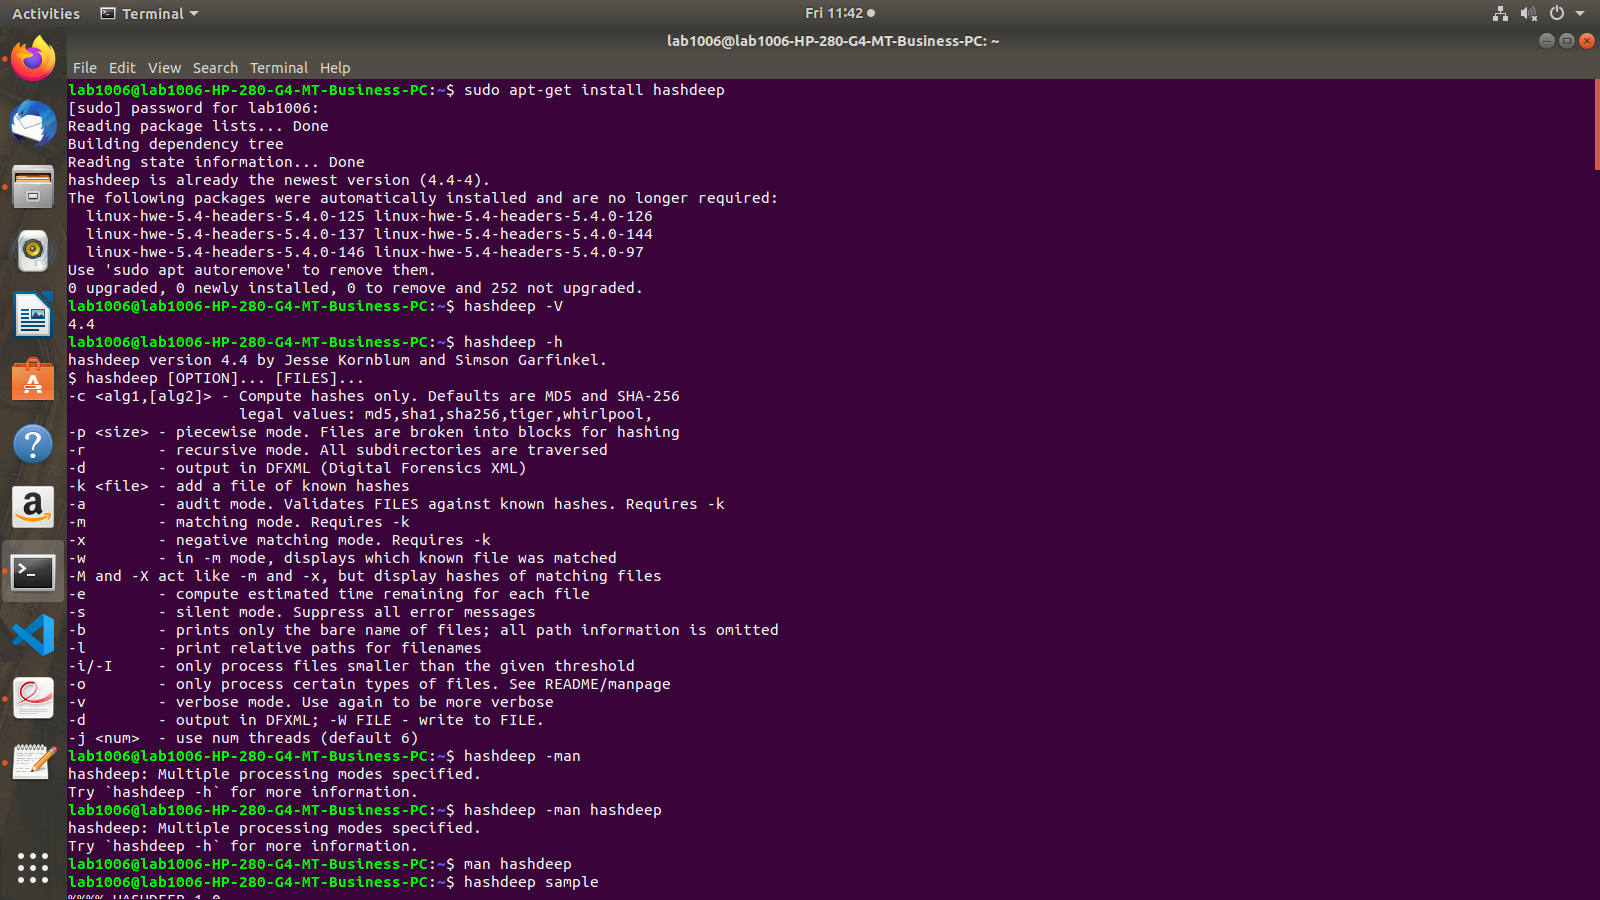 Activities Terminal Fri 11:42
lab1006@lab1006-HP-280-G4-MT-Business-PC: ~
File Edit View Search Terminal Help
lab1006@lab1006-HP-280-G4-MT-Business-PC:~$ sudo apt-get install hashdeep
[sudo] password for lab1006:
Reading package lists... Done
Building dependency tree
Reading state information... Done
hashdeep is already the newest version (4.4-4).
The following packages were automatically installed and are no longer required:
  linux-hwe-5.4-headers-5.4.0-125 linux-hwe-5.4-headers-5.4.0-126
  linux-hwe-5.4-headers-5.4.0-137 linux-hwe-5.4-headers-5.4.0-144
  linux-hwe-5.4-headers-5.4.0-146 linux-hwe-5.4-headers-5.4.0-97
Use 'sudo apt autoremove' to remove them.
0 upgraded, 0 newly installed, 0 to remove and 252 not upgraded.
lab1006@lab1006-HP-280-G4-MT-Business-PC:~$ hashdeep -V
4.4
lab1006@lab1006-HP-280-G4-MT-Business-PC:~$ hashdeep -h
hashdeep version 4.4 by Jesse Kornblum and Simson Garfinkel.
$ hashdeep [OPTION]... [FILES]...
-c <alg1,[alg2]> - Compute hashes only. Defaults are MD5 and SHA-256
                   legal values: md5,sha1,sha256,tiger,whirlpool,
-p <size> - piecewise mode. Files are broken into blocks for hashing
-r        - recursive mode. All subdirectories are traversed
-d        - output in DFXML (Digital Forensics XML)
-k <file> - add a file of known hashes
-a        - audit mode. Validates FILES against known hashes. Requires -k
-m        - matching mode. Requires -k
-x        - negative matching mode. Requires -k
-w        - in -m mode, displays which known file was matched
-M and -X act like -m and -x, but display hashes of matching files
-e        - compute estimated time remaining for each file
-s        - silent mode. Suppress all error messages
-b        - prints only the bare name of files; all path information is omitted
-l        - print relative paths for filenames
-i/-I     - only process files smaller than the given threshold
-o        - only process certain types of files. See README/manpage
-v        - verbose mode. Use again to be more verbose
-d        - output in DFXML; -W FILE - write to FILE.
-j <num>  - use num threads (default 6)
lab1006@lab1006-HP-280-G4-MT-Business-PC:~$ hashdeep -man
hashdeep: Multiple processing modes specified.
Try `hashdeep -h` for more information.
lab1006@lab1006-HP-280-G4-MT-Business-PC:~$ hashdeep -man hashdeep
hashdeep: Multiple processing modes specified.
Try `hashdeep -h` for more information.
lab1006@lab1006-HP-280-G4-MT-Business-PC:~$ man hashdeep
lab1006@lab1006-HP-280-G4-MT-Business-PC:~$ hashdeep sample
%%%% HASHDEEP-1.0